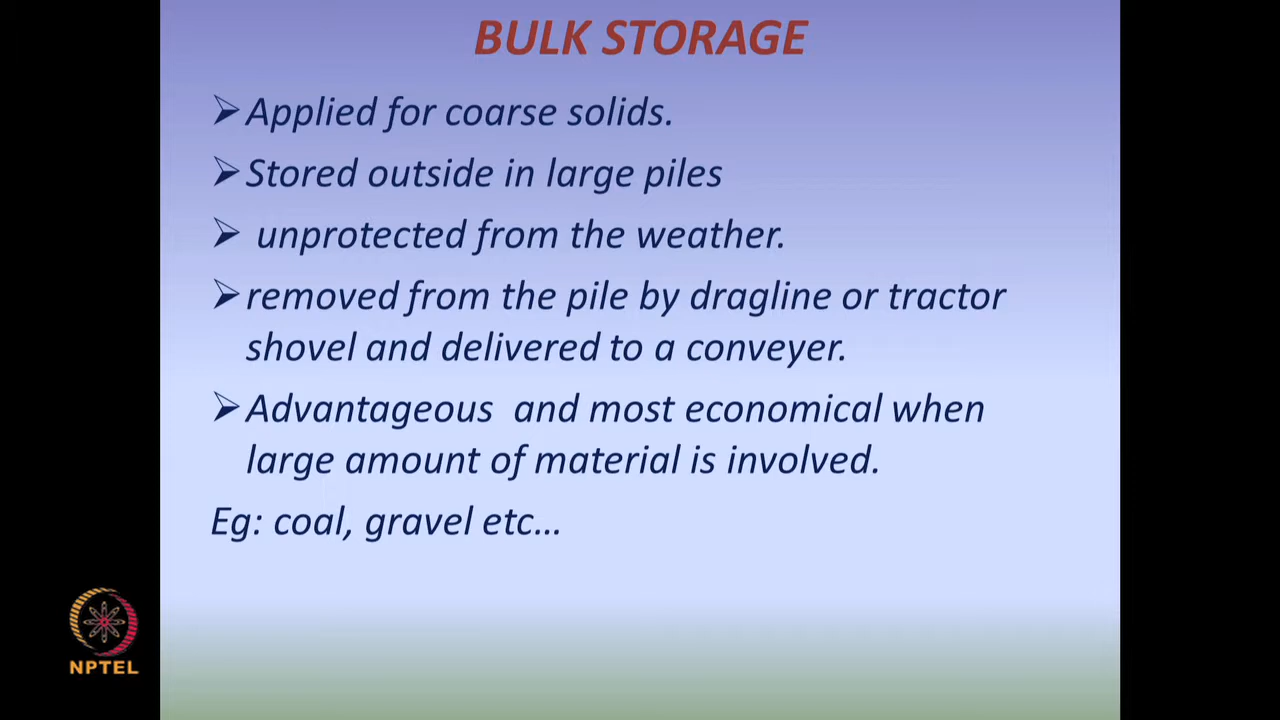 BULK STORAGE
➢Applied for coarse solids.
➢Stored outside in large piles
➢ unprotected from the weather.
➢removed from the pile by dragline or tractor
shovel and delivered to a conveyer.
➢Advantageous  and most economical when
large amount of material is involved.
Eg: coal, gravel etc…
NPTEL